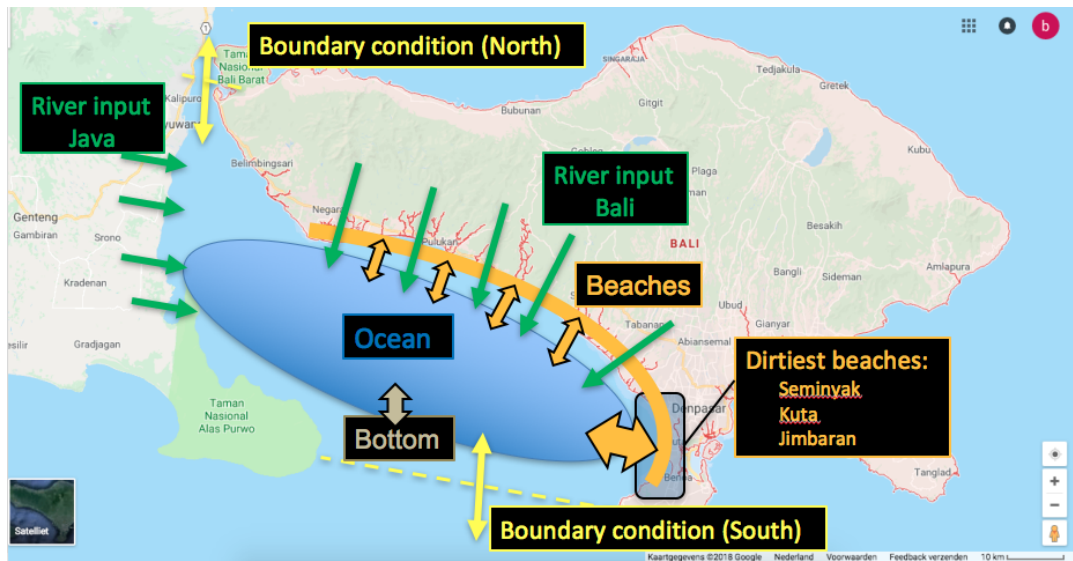 Boundary condition (North)
1
b
Taman
Nasional
Bali Barat
SINGARAJA
Tedjakula
Gretek
River input
Java
Kalipuro
Bubunan
Gitgit
Kubu
Belimbingsari
River input
Bali
Plaga
Genteng
Gambiran
Srono
Negara
Pulukan
Besakih
BALI
Kradenan
Beaches
Bangli
Sideman
Amlapura
Ocean
Tabanan
Ubud
Gianyar
Abiansemal
Gradjagan
Dirtiest beaches:
Seminyak
Kuta
Jimbaran
Denpasar
Taman
Nasional
Alas Purwo
Bottom
Benoa
Tanglad
Satelliet
Boundary condition (South)
Kaartgegevens ©2018 Google Nederland Voorwaarden Feedback verzenden 10 km